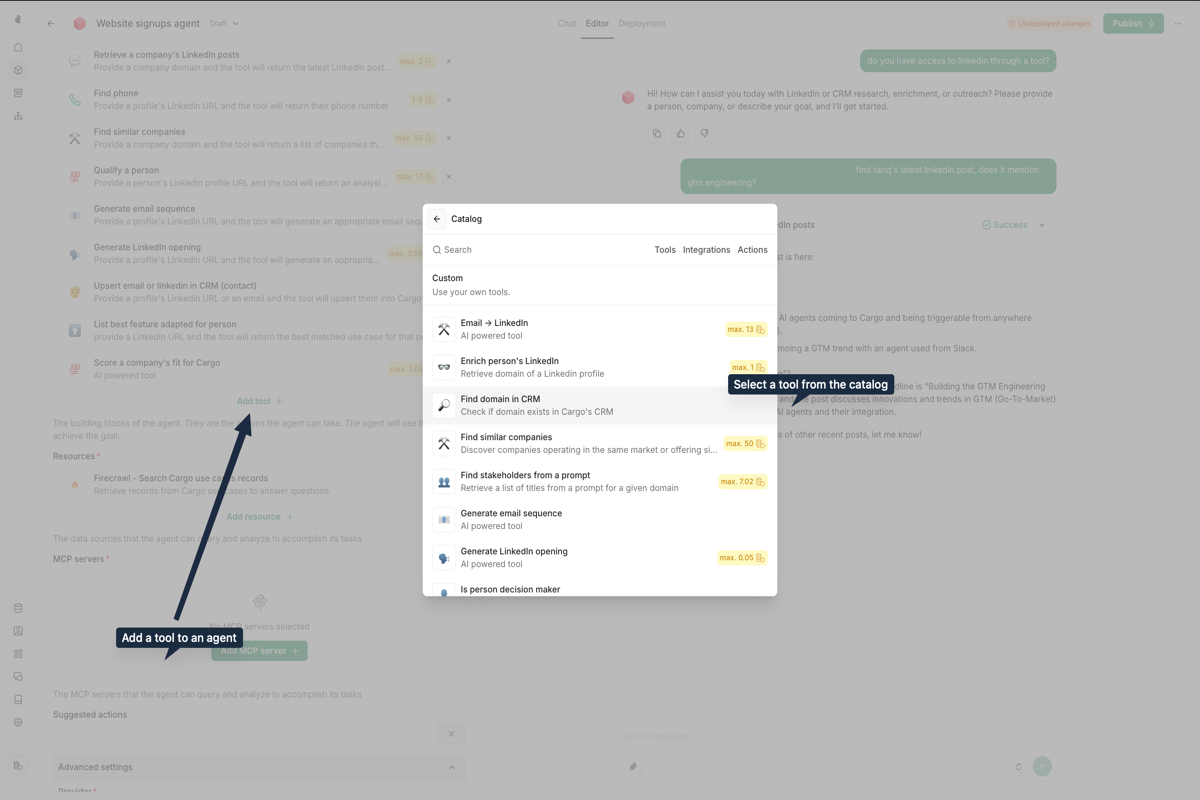 Website signups agent
Draft
Chat
Editor
Deployment
Undeployed changes
Publish
Retrieve a company's LinkedIn posts
Provide a company domain and the tool will return the latest Linkedin post...
max. 2
Find phone
Provide a profile's Linkedin URL and the tool will return their phone number
1-8
Find similar companies
Provide a company domain and the tool will return a list of companies th...
max. 50
Qualify a person
Provide a person's LinkedIn profile URL and the tool will return an analysi...
max. 1.1
Generate email sequence
Provide a profile's Linkedin URL and the tool will generate an appropriate email seq
Generate LinkedIn opening
Provide a profile's Linkedin URL and the tool will generate an appropria...
max. 0.05
Upsert email or linkedin in CRM (contact)
Provide a profile's LinkedIn URL or an email and the tool will upsert them into Cargo'
List best feature adapted for person
provide a Linkedin URL and the tool will return the best matched use case for that p
Score a company's fit for Cargo
AI powered tool
Add tool +
The building blocks of the agent. They are the
the agent can take. The agent will use t
achieve the goal.
Resources *
Firecrawl - Search Cargo use
records
Retrieve records from Cargo
cases to answer questions.
Add resource +
The data sources that the agent can
and analyze to accomplish its tasks
MCP servers *
No MCP servers selected
Add MCP server +
Add a tool to an agent
The MCP servers that the agent can query and analyze to accomplish its tasks
Suggested actions
Advanced settings
Catalog
Search
Tools
Integrations
Actions
Custom
Use your own tools.
Email → LinkedIn
AI powered tool
max. 13
Enrich person's LinkedIn
Retrieve domain of a Linkedin profile
max. 1
Select a tool from the catalog
Find domain in CRM
Check if domain exists in Cargo's CRM
Find similar companies
Discover companies operating in the same market or offering si...
max. 50
Find stakeholders from a prompt
Retrieve a list of titles from a prompt for a given domain
max. 7.02
Generate email sequence
AI powered tool
Generate LinkedIn opening
AI powered tool
max. 0.05
Is person decision maker
do you have access to linkedin through a tool?
Hi! How can I assist you today with LinkedIn or CRM research, enrichment, or outreach? Please provide
a person, company, or describe your goal, and I'll get started.
find tariq's latest linkedin post, does it mention
gtm engineering?
dIn posts
Success
st is here:
AI agents coming to Cargo and being triggerable from anywhere
moing a GTM trend with an agent used from Slack.
dline is "Building the GTM Engineering
the post discusses innovations and trends in GTM (Go-To-Market)
AI agents and their integration.
s of other recent posts, let me know!
Send a message...